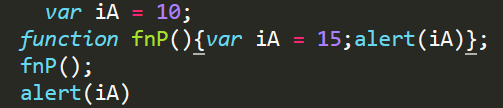 var iA = 10;
function fnP(){var iA = 15;alert(iA)};
fnP();
alert(iA)